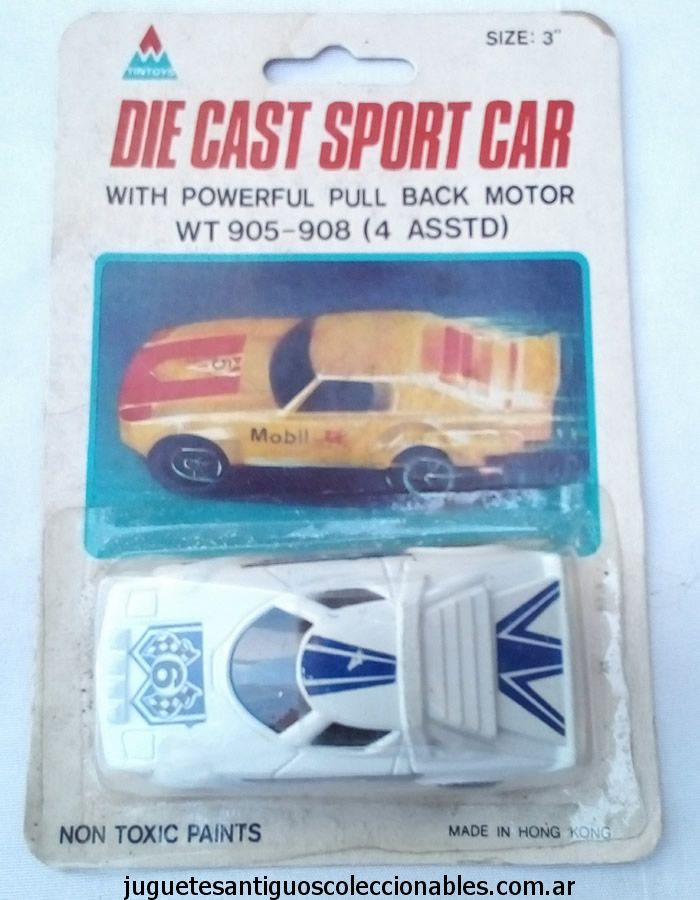 SIZE: 3"
TINTOYS
DIE CAST SPORT CAR
WITH POWERFUL PULL BACK MOTOR
WT 905-908 (4 ASSTD)
Mobil
6
NON TOXIC PAINTS
MADE IN HONG KONG
juguetesantiguoscoleccionables.com.ar